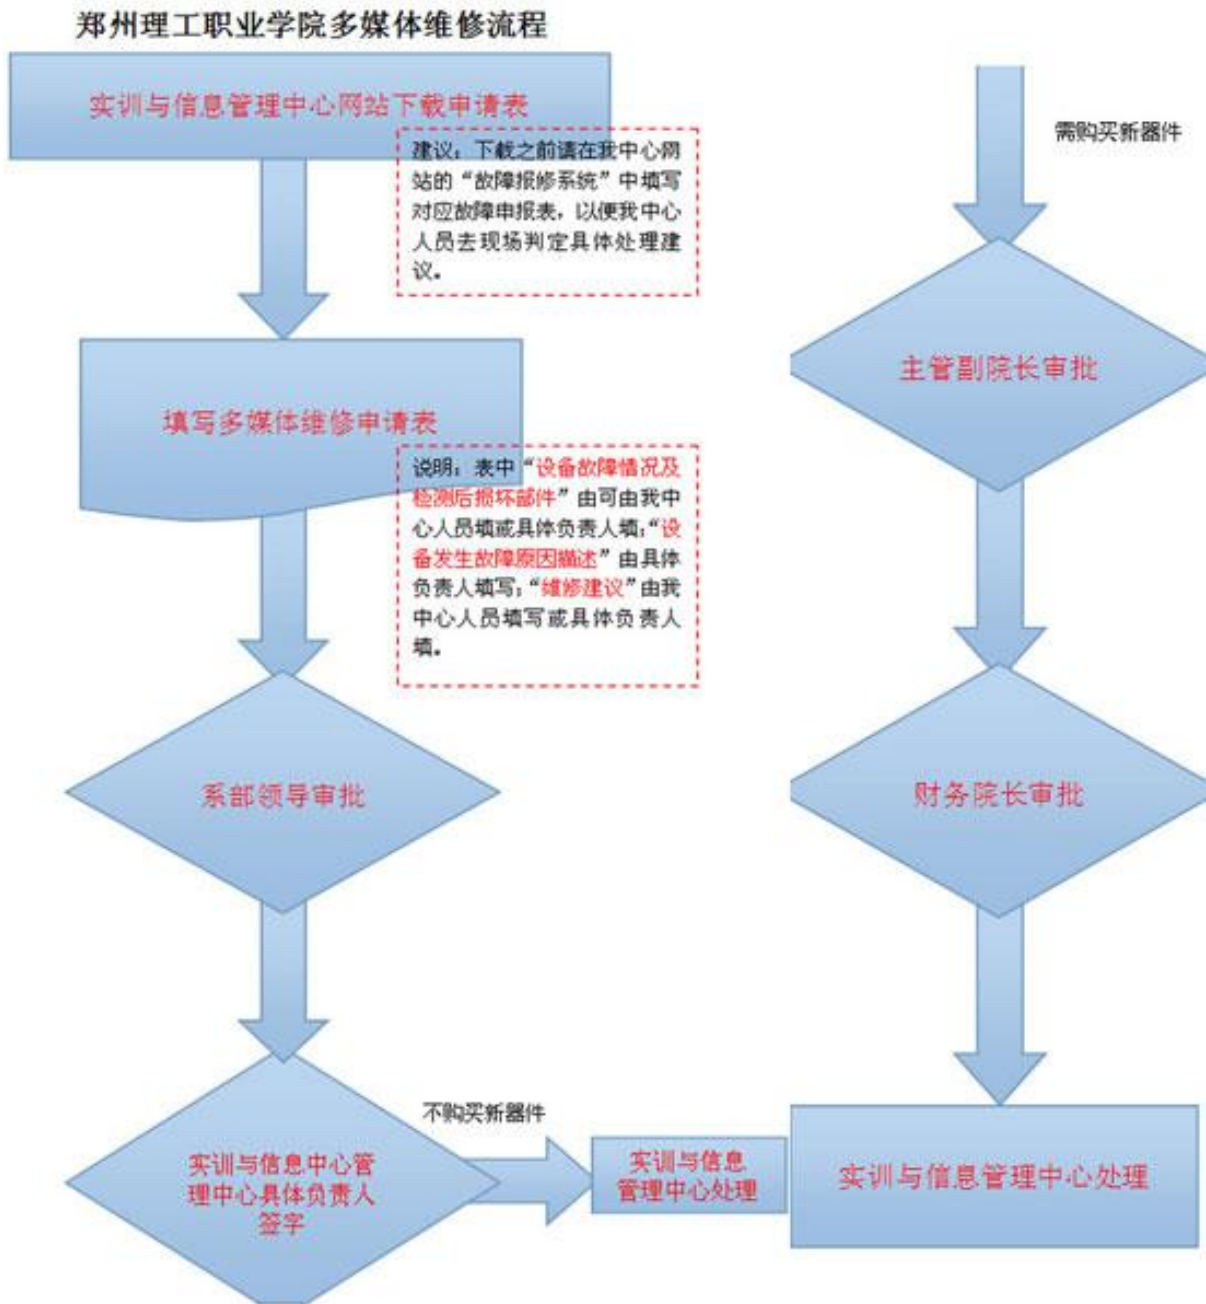 郑州理工职业学院多媒体维修流程
实训与信息管理中心网站下载申请表
建议：下载之前请在我中心网
站的“故障报修系统”中填写
对应故障申报表，以便我中心
人员去现场判定具体处理建
议。
填写多媒体维修申请表
说明：表中“设备故障情况及
检测后损坏部件”由可由我中
心人员填或具体负责人填；“设
备发生故障原因描述”由具体
负责人填写；“维修建议”由我
中心人员填写或具体负责人
填。
系部领导审批
实训与信息中心管
理中心具体负责人
签字
不购买新器件
实训与信息
管理中心处理
需购买新器件
主管副院长审批
财务院长审批
实训与信息管理中心处理